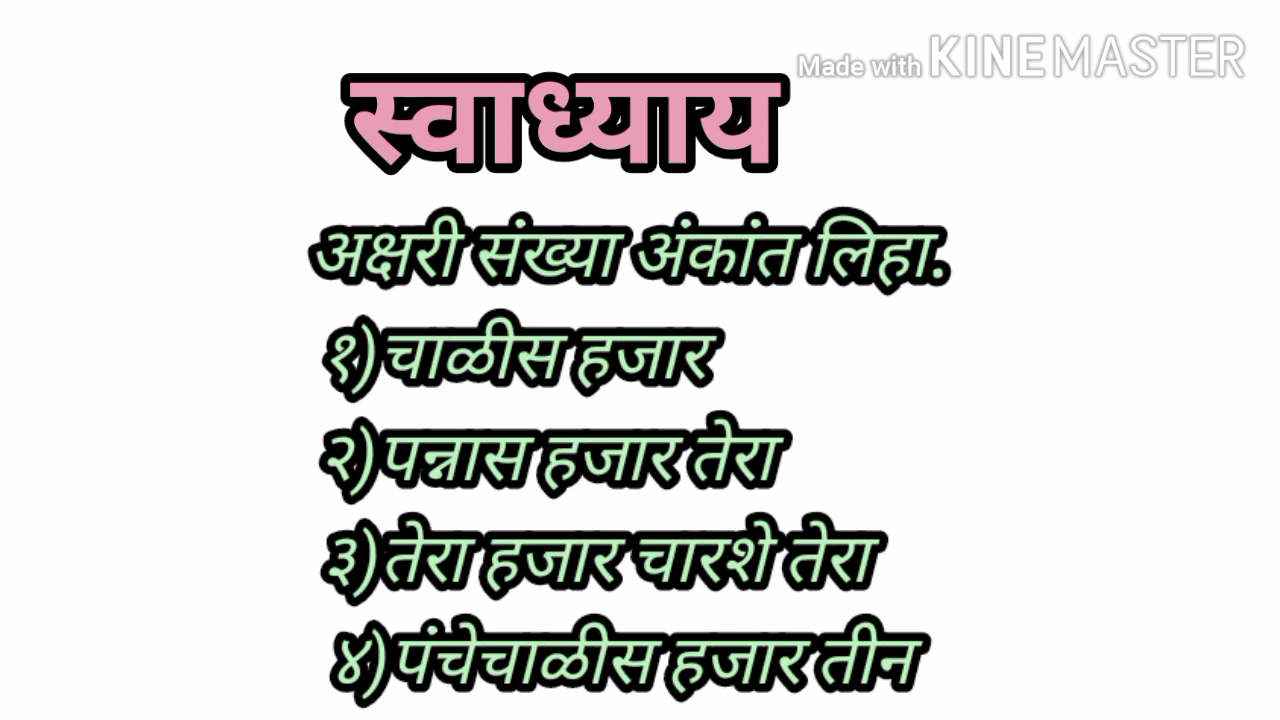 Made with KINEMASTER
स्वाध्याय
अक्षरी संख्या अंकांत लिहा.
१)चाळीस हजार
२)पन्नास हजार तेरा
३)तेरा हजार चारशे तेरा
४)पंचेचाळीस हजार तीन